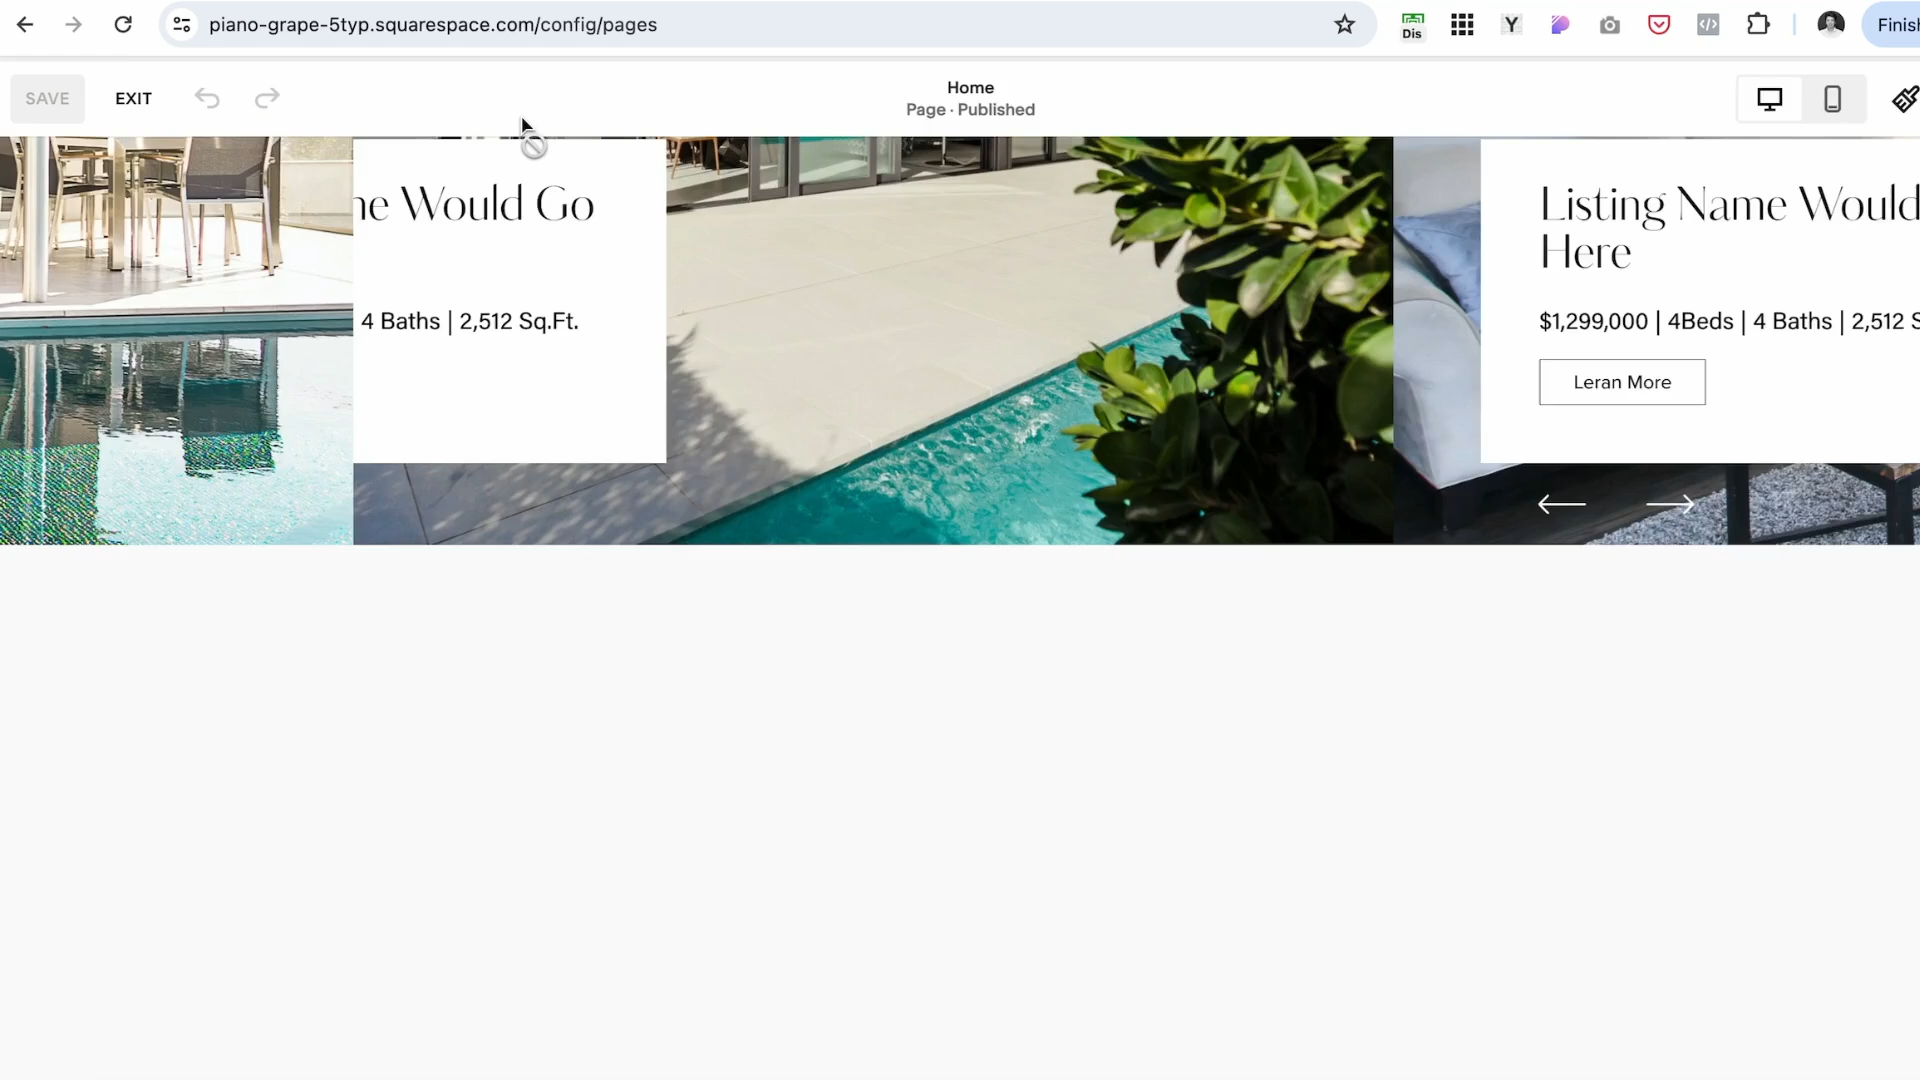 piano-grape-5typ.squarespace.com/config/pages
Dis
Y
Finish
SAVE
EXIT
Home
Page · Published
ne Would Go
4 Baths | 2,512 Sq.Ft.
Listing Name Would
Here
$1,299,000 | 4Beds | 4 Baths | 2,512 S
Leran More